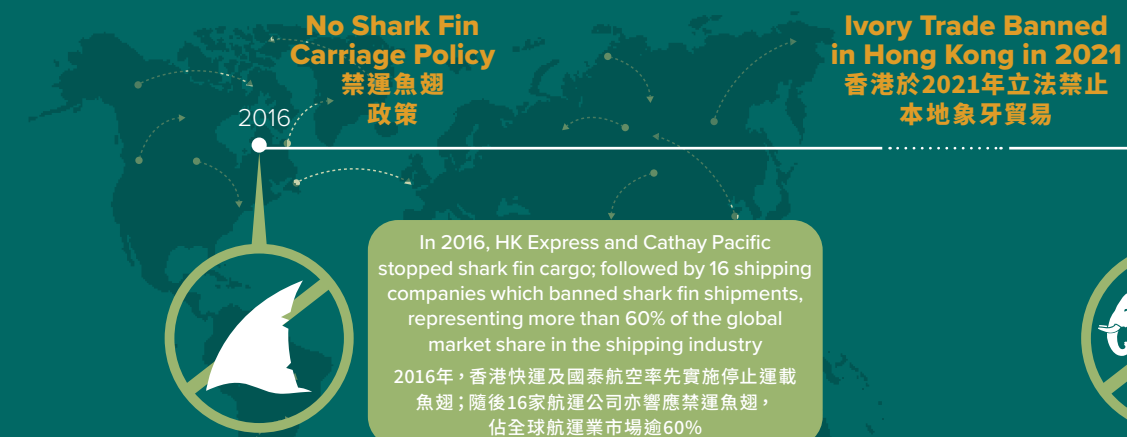 No Shark Fin
Carriage Policy
禁運魚翅
政策
2016
Ivory Trade Banned
in Hong Kong in 2021
香港於2021年立法禁止
本地象牙貿易
In 2016, HK Express and Cathay Pacific
stopped shark fin cargo; followed by 16 shipping
companies which banned shark fin shipments,
representing more than 60% of the global
market share in the shipping industry
2016年，香港快運及國泰航空率先實施停止運載
魚翅；隨後16家航運公司亦響應禁運魚翅，
佔全球航運業市場逾60%